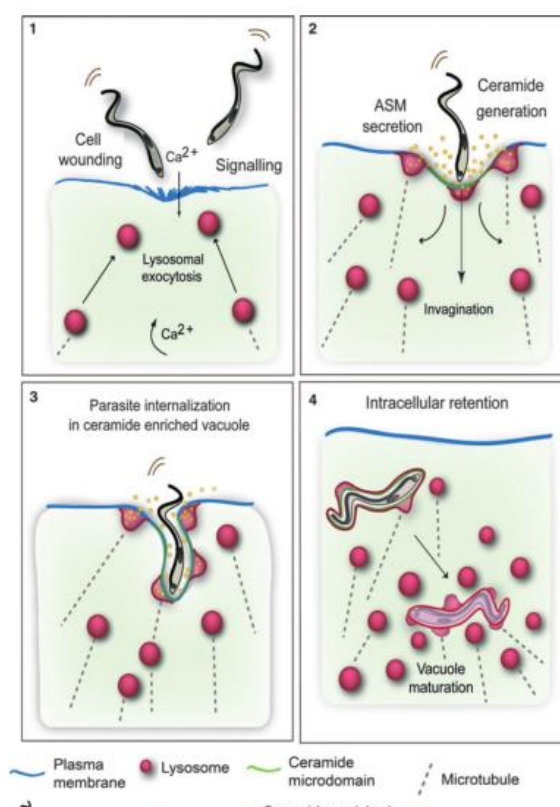 1
Cell
wounding
Ca2+
Signalling
Lysosomal
exocytosis
Ca2+
2
ASM
secretion
Ceramide
generation
Invagination
3
Parasite internalization
in ceramide enriched vacuole
4
Intracellular retention
Vacuole
maturation
Plasma
membrane
Lysosome
Ceramide
microdomain
Microtubule